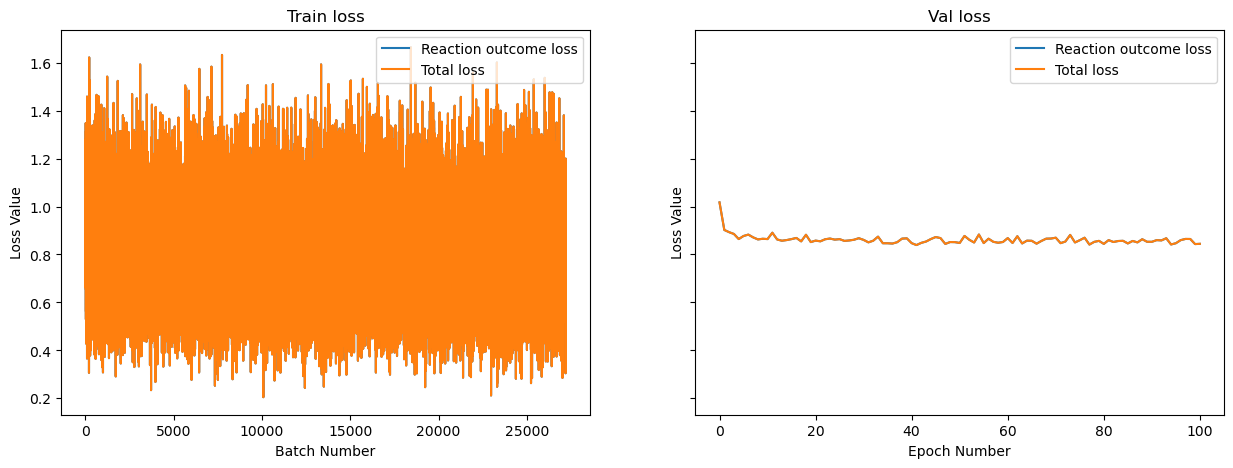 Train loss
Reaction outcome loss
Total loss
1.6
1.4
1.2
1.0
0.8
0.6
0.4
0.2
Loss Value
0
5000
10000
15000
20000
25000
Batch Number
Val loss
Reaction outcome loss
Total loss
Loss Value
0
20
40
60
80
100
Epoch Number